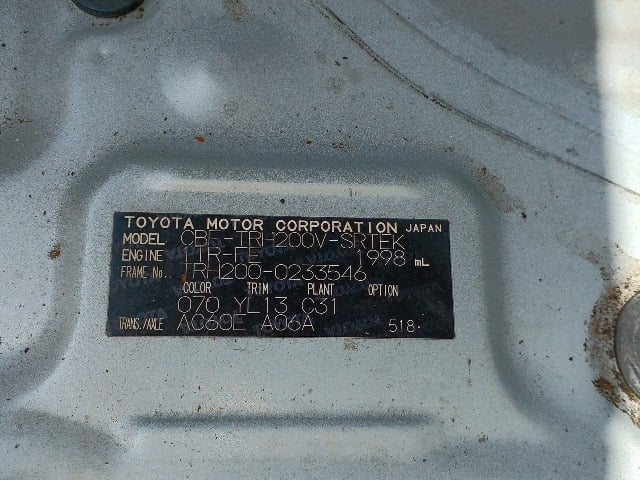 TOYOTA MOTOR CORPORATION JAPAN
MODEL CBF-TRH200V-SRTEK
ENGINE 1TR-FE 1998 mL
FRAME No. TRH200-0233546
COLOR TRIM PLANT OPTION
070 YL13 C31
TRANS./AXLE AC60E A06A 518-